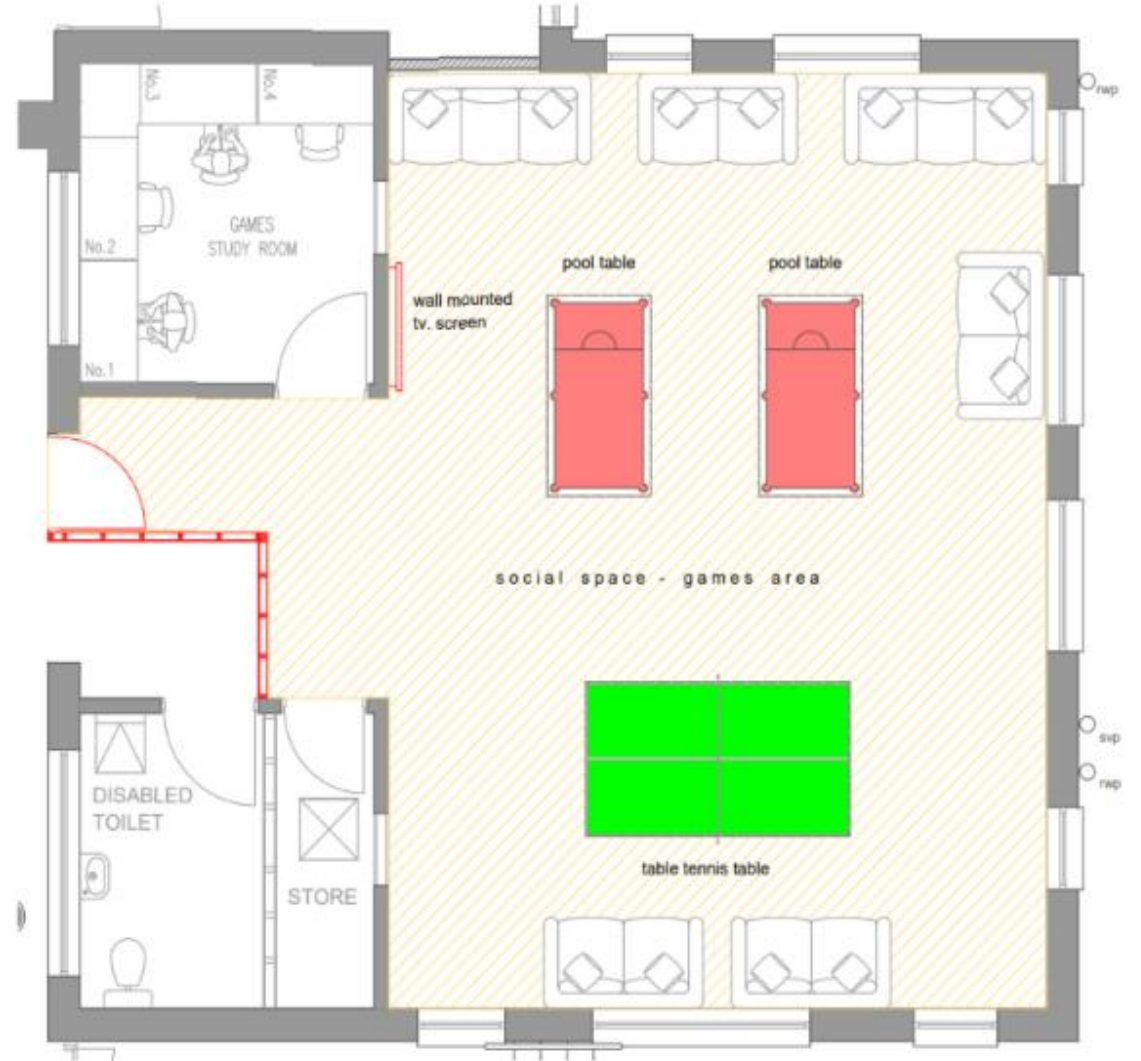 No.3
No.4
rwp
GAMES
STUDY ROOM
No.2
pool table
pool table
wall mounted
tv. screen
No.1
social space - games area
svp
rwp
DISABLED
TOILET
table tennis table
STORE